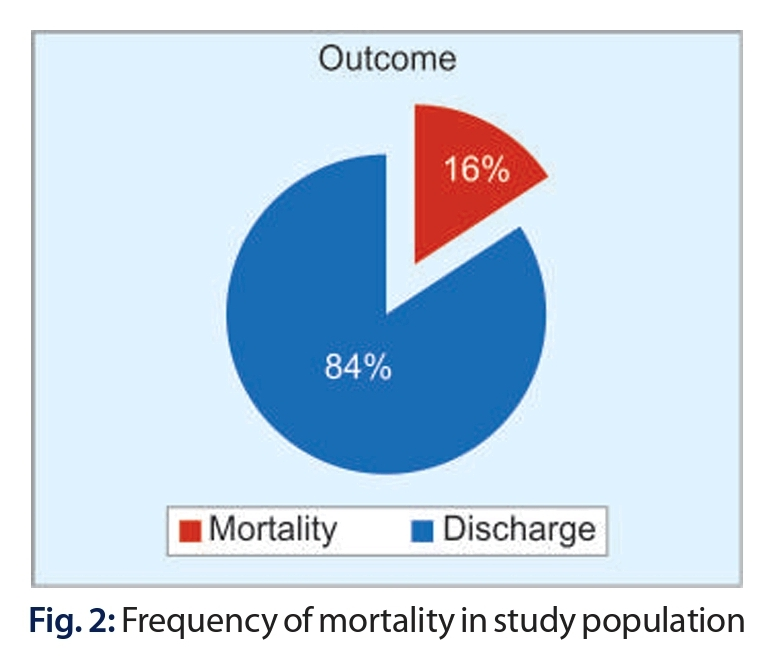 Outcome
16%
84%
Mortality Discharge
Fig. 2: Frequency of mortality in study population